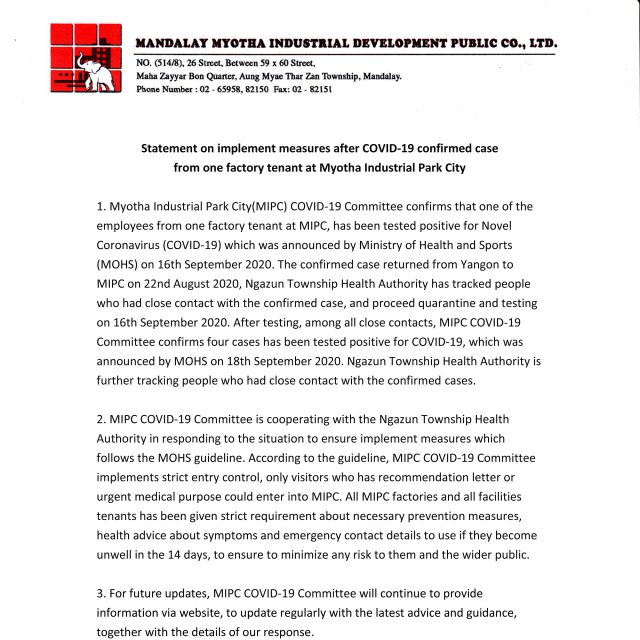 MANDALAY MYOTHA INDUSTRIAL DEVELOPMENT PUBLIC CO., LTD.
NO. (514/8), 26 Street, Between 59 x 60 Street,
Maha Zayyar Bon Quarter, Aung Myae Thar Zan Township, Mandalay.
Phone Number : 02 - 65958, 82150 Fax: 02 - 82151
Statement on implement measures after COVID-19 confirmed case
from one factory tenant at Myotha Industrial Park City
1. Myotha Industrial Park City(MIPC) COVID-19 Committee confirms that one of the
employees from one factory tenant at MIPC, has been tested positive for Novel
Coronavirus (COVID-19) which was announced by Ministry of Health and Sports
(MOHS) on 16th September 2020. The confirmed case returned from Yangon to
MIPC on 22nd August 2020, Ngazun Township Health Authority has tracked people
who had close contact with the confirmed case, and proceed quarantine and testing
on 16th September 2020. After testing, among all close contacts, MIPC COVID-19
Committee confirms four cases has been tested positive for COVID-19, which was
announced by MOHS on 18th September 2020. Ngazun Township Health Authority is
further tracking people who had close contact with the confirmed cases.
2. MIPC COVID-19 Committee is cooperating with the Ngazun Township Health
Authority in responding to the situation to ensure implement measures which
follows the MOHS guideline. According to the guideline, MIPC COVID-19 Committee
implements strict entry control, only visitors who has recommendation letter or
urgent medical purpose could enter into MIPC. All MIPC factories and all facilities
tenants has been given strict requirement about necessary prevention measures,
health advice about symptoms and emergency contact details to use if they become
unwell in the 14 days, to ensure to minimize any risk to them and the wider public.
3. For future updates, MIPC COVID-19 Committee will continue to provide
information via website, to update regularly with the latest advice and guidance,
together with the details of our response.